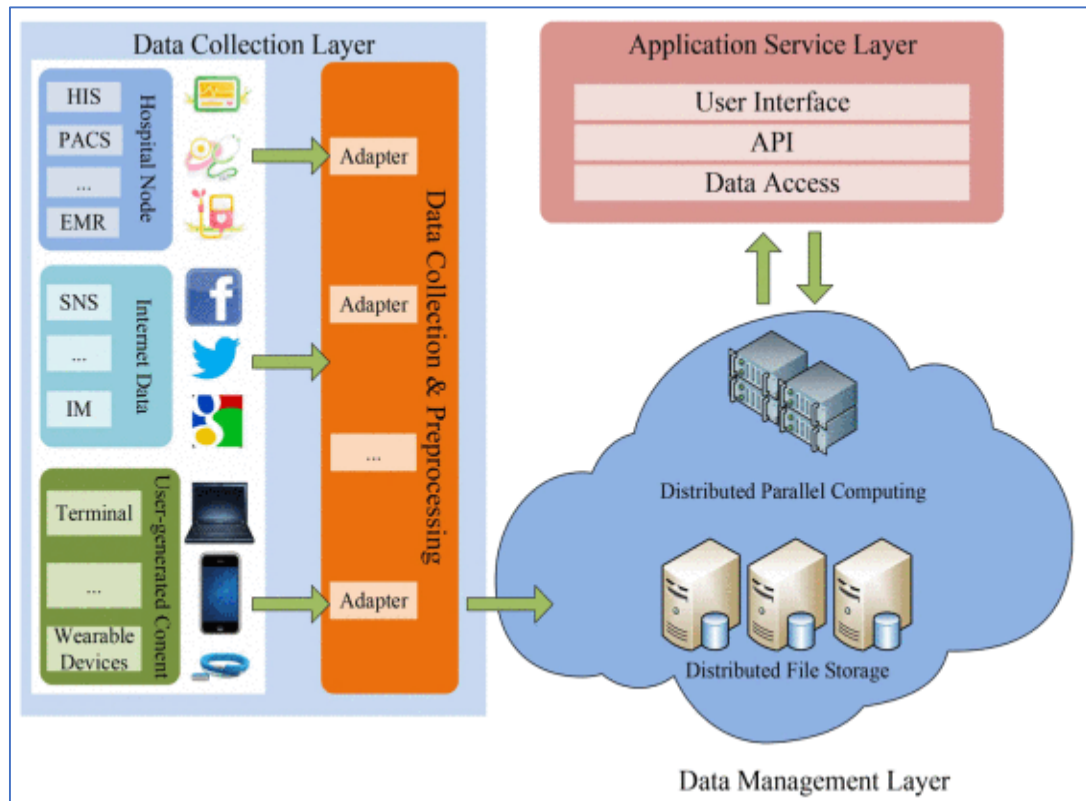 Data Collection Layer
HIS
PACS
...
EMR
Hospital Node
SNS
...
IM
Internet Data
Terminal
...
Wearable
Devices
User-generated Conent
Adapter
Adapter
...
Adapter
Data Collection & Preprocessing
Application Service Layer
User Interface
API
Data Access
Distributed Parallel Computing
Distributed File Storage
Data Management Layer